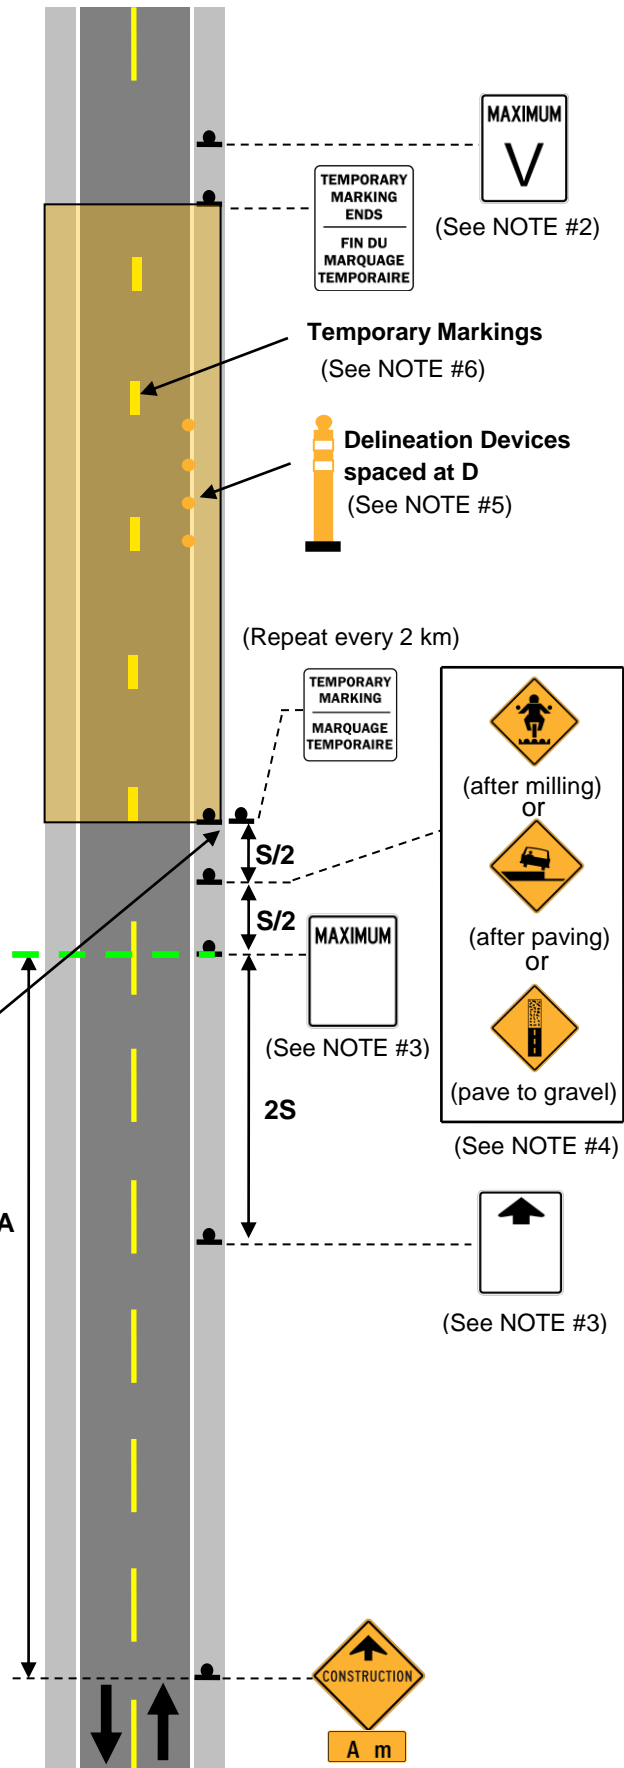 MAXIMUM
V
(See NOTE #2)
TEMPORARY
MARKING
ENDS
FIN DU
MARQUAGE
TEMPORAIRE
Temporary Markings
(See NOTE #6)
Delineation Devices
spaced at D
(See NOTE #5)
(Repeat every 2 km)
TEMPORARY
MARKING
MARQUAGE
TEMPORAIRE
(after milling)
or
(after paving)
or
(pave to gravel)
(See NOTE #4)
S/2
S/2
MAXIMUM
(See NOTE #3)
2S
A
(See NOTE #3)
CONSTRUCTION
A m